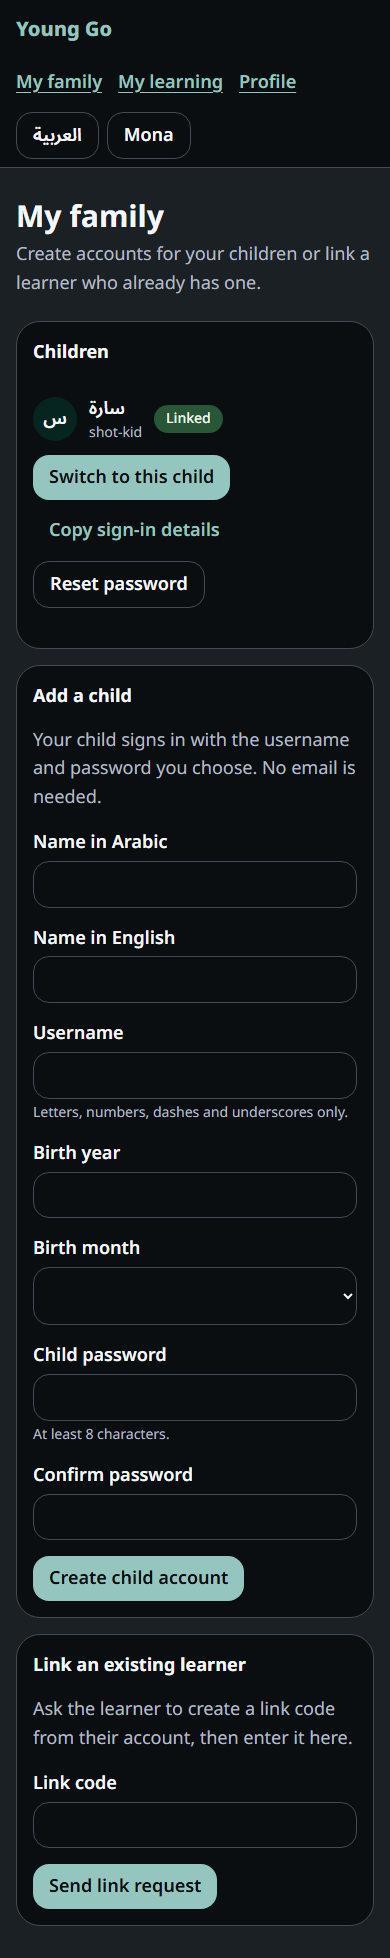 Young Go
My family My learning Profile
العربية Mona
My family
Create accounts for your children or link a
learner who already has one.
Children
س سارة Linked
shot-kid
Switch to this child
Copy sign-in details
Reset password
Add a child
Your child signs in with the username
and password you choose. No email is
needed.
Name in Arabic
Name in English
Username
Letters, numbers, dashes and underscores only.
Birth year
Birth month
Child password
At least 8 characters.
Confirm password
Create child account
Link an existing learner
Ask the learner to create a link code
from their account, then enter it here.
Link code
Send link request